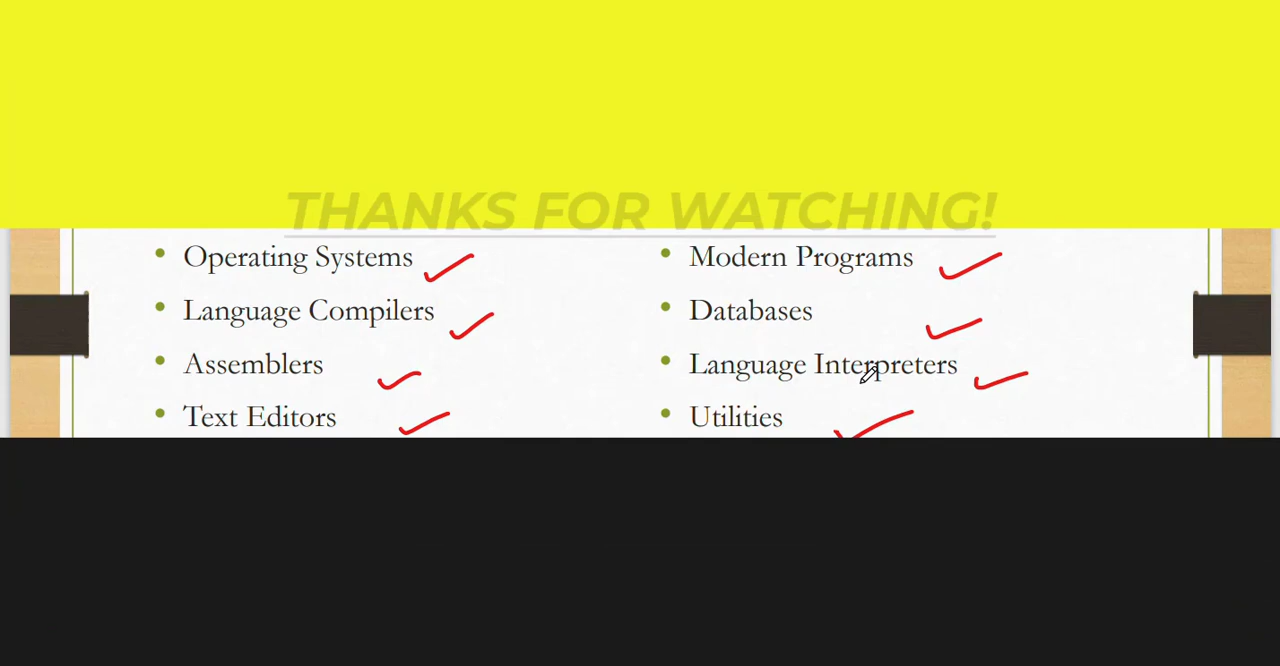 THANKS FOR WATCHING!
Operating Systems
Language Compilers
Assemblers
Text Editors
Modern Programs
Databases
Language Interpreters
Utilities